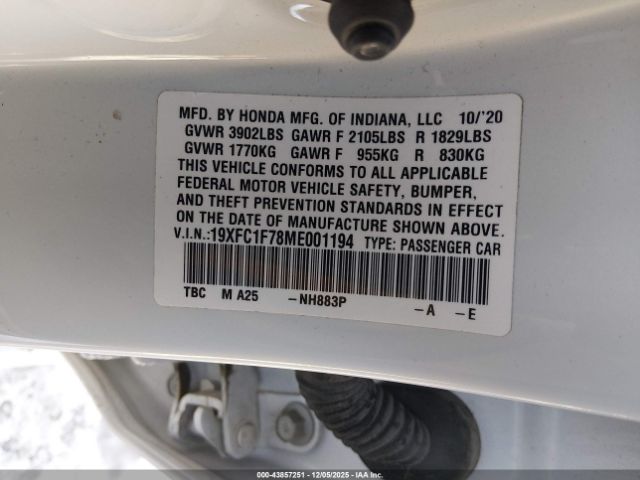 MFD. BY HONDA MFG. OF INDIANA, LLC 10/'20
GVWR 3902LBS GAWR F 2105LBS R 1829LBS
GVWR 1770KG GAWR F 955KG R 830KG
THIS VEHICLE CONFORMS TO ALL APPLICABLE
FEDERAL MOTOR VEHICLE SAFETY, BUMPER,
AND THEFT PREVENTION STANDARDS IN EFFECT
ON THE DATE OF MANUFACTURE SHOWN ABOVE.
V.I.N.:19XFC1F78ME001194 TYPE: PASSENGER CAR
TBC M A25 -NH883P -A -E
000-43857251 - 12/05/2025 - IAAI.COM